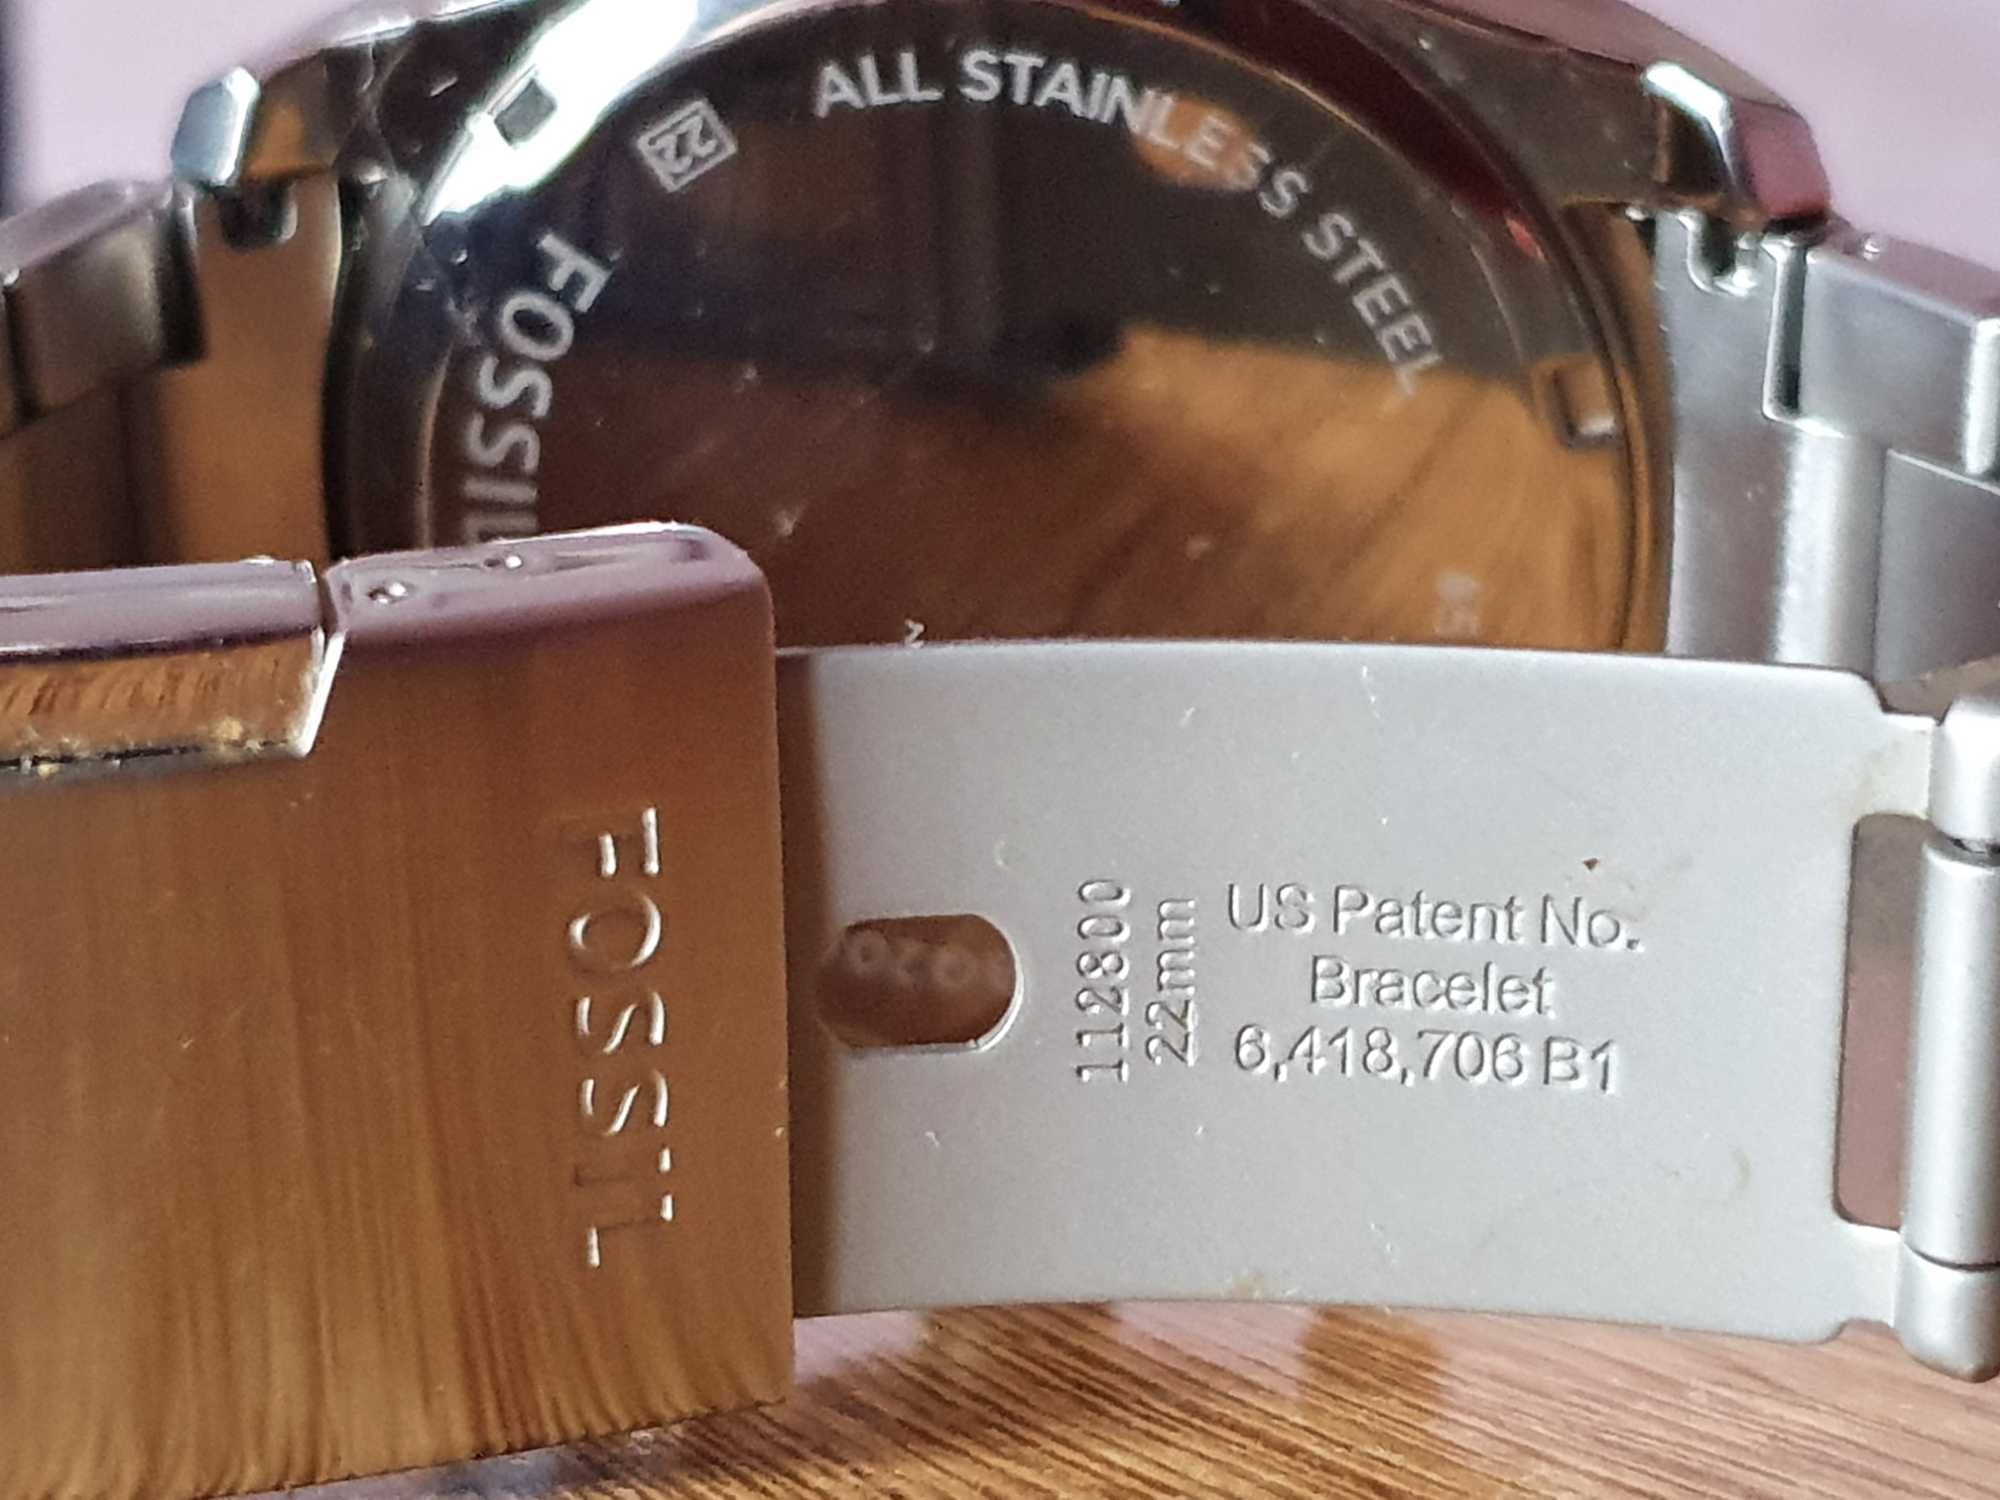 ALL STAINLESS STEEL
22
FOSSIL
FOSSIL
112800
22mm
US Patent No.
Bracelet
6,418,706 B1